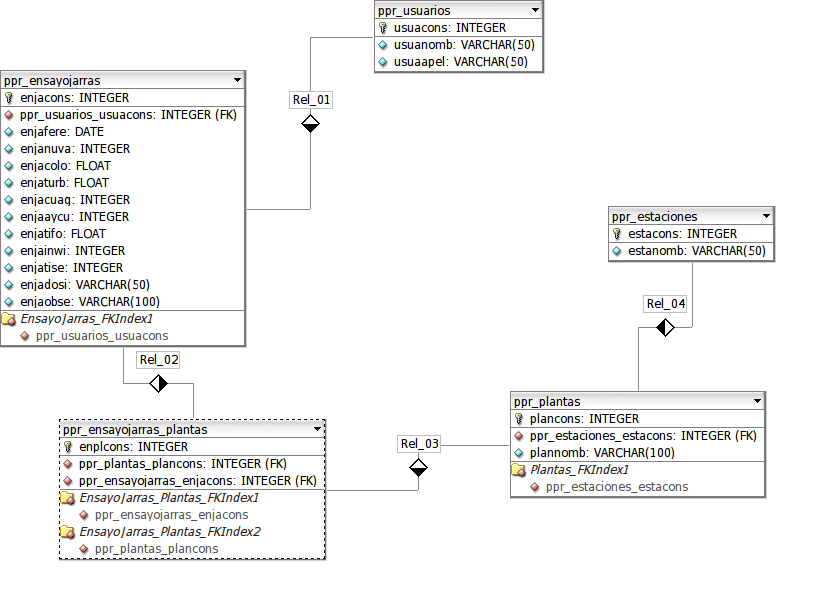 ppr_usuarios
usuacons: INTEGER
usuanomb: VARCHAR(50)
usuaapel: VARCHAR(50)
ppr_ensayojarras
enjacons: INTEGER
ppr_usuarios_usuacons: INTEGER (FK)
enjafere: DATE
enjanuva: INTEGER
enjacolo: FLOAT
enjaturb: FLOAT
enjacuag: INTEGER
enjaaycu: INTEGER
enjatifo: FLOAT
enjainwi: INTEGER
enjatise: INTEGER
enjadosi: VARCHAR(50)
enjaobse: VARCHAR(100)
EnsayoJarras_FKIndex1
ppr_usuarios_usuacons
Rel_01
ppr_estaciones
estacons: INTEGER
estanomb: VARCHAR(50)
Rel_04
Rel_02
ppr_plantas
plancons: INTEGER
ppr_estaciones_estacons: INTEGER (FK)
plannomb: VARCHAR(100)
Plantas_FKIndex1
ppr_estaciones_estacons
ppr_ensayojarras_plantas
enplcons: INTEGER
ppr_plantas_plancons: INTEGER (FK)
ppr_ensayojarras_enjacons: INTEGER (FK)
EnsayoJarras_Plantas_FKIndex1
ppr_ensayojarras_enjacons
EnsayoJarras_Plantas_FKIndex2
ppr_plantas_plancons
Rel_03